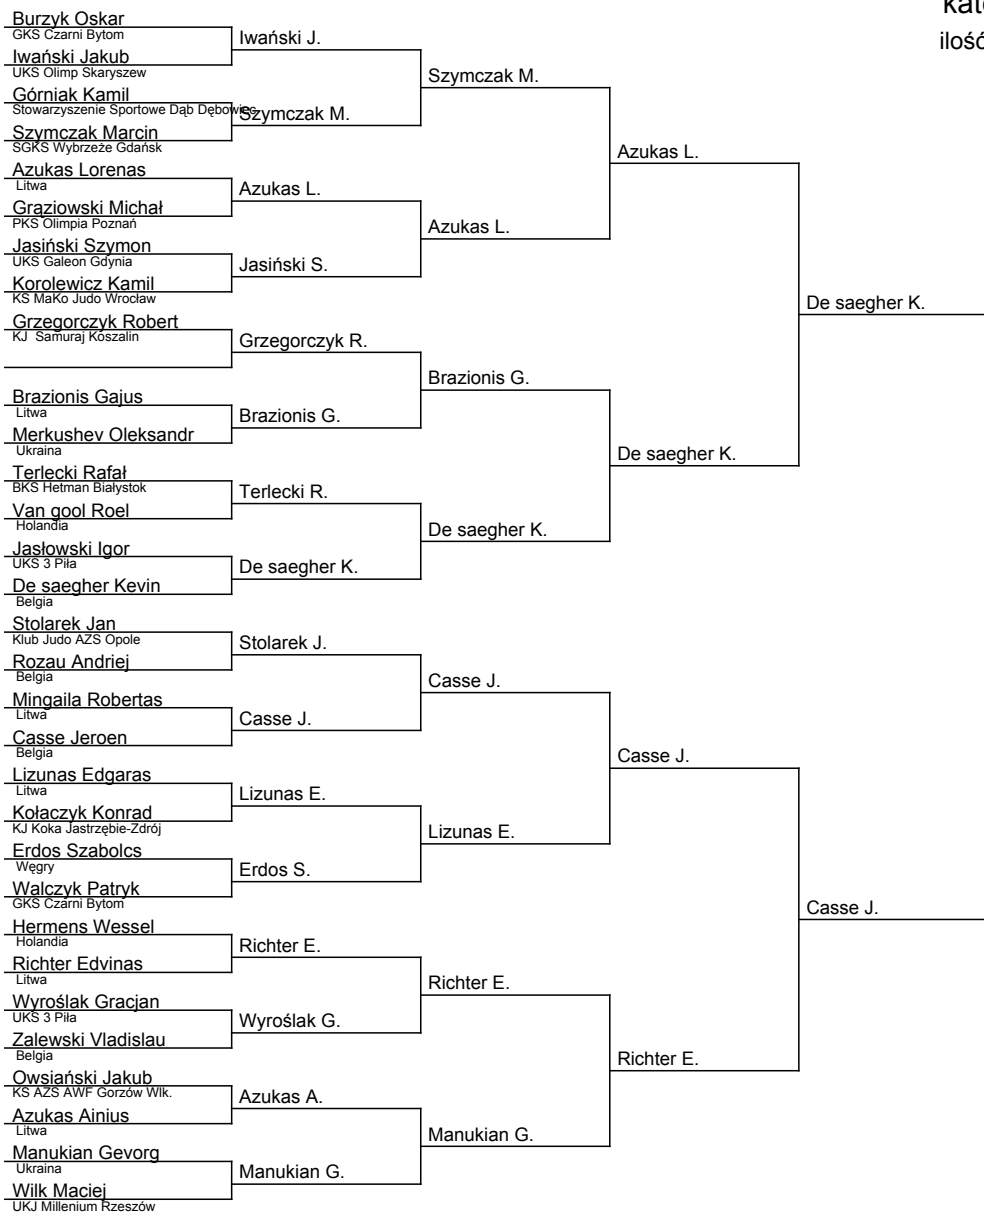 kat
ilość
Burzyk Oskar
GKS Czarni Bytom
Iwański Jakub
UKS Olimp Skaryszew
Górniak Kamil
Stowarzyszenie Sportowe Dąb Dębowiec
Szymczak Marcin
SGKS Wybrzeże Gdańsk
Azukas Lorenas
Litwa
Grąziowski Michał
PKS Olimpia Poznań
Jasiński Szymon
UKS Galeon Gdynia
Korolewicz Kamil
KS MaKo Judo Wrocław
Grzegorczyk Robert
KJ Samuraj Koszalin
Brazionis Gajus
Litwa
Merkushev Oleksandr
Ukraina
Terlecki Rafał
BKS Hetman Białystok
Van gool Roel
Holandia
Jasłowski Igor
UKS 3 Piła
De saegher Kevin
Belgia
Stolarek Jan
Klub Judo AZS Opole
Rozau Andriej
Belgia
Mingaila Robertas
Litwa
Casse Jeroen
Belgia
Lizunas Edgaras
Litwa
Kołaczyk Konrad
KJ Koka Jastrzębie-Zdrój
Erdos Szabolcs
Węgry
Walczyk Patryk
GKS Czarni Bytom
Hermens Wessel
Holandia
Richter Edvinas
Litwa
Wyroślak Gracjan
UKS 3 Piła
Zalewski Vladislau
Belgia
Owsiański Jakub
KS AZS AWF Gorzów Wlk.
Azukas Ainius
Litwa
Manukian Gevorg
Ukraina
Wilk Maciej
UKJ Millenium Rzeszów
Iwański J.
Szymczak M.
Azukas L.
Jasiński S.
Grzegorczyk R.
Brazionis G.
Terlecki R.
De saegher K.
Stolarek J.
Casse J.
Lizunas E.
Erdos S.
Richter E.
Wyroślak G.
Azukas A.
Manukian G.
Szymczak M.
Azukas L.
Brazionis G.
De saegher K.
Casse J.
Lizunas E.
Richter E.
Manukian G.
Azukas L.
De saegher K.
Casse J.
Richter E.
De saegher K.
Casse J.